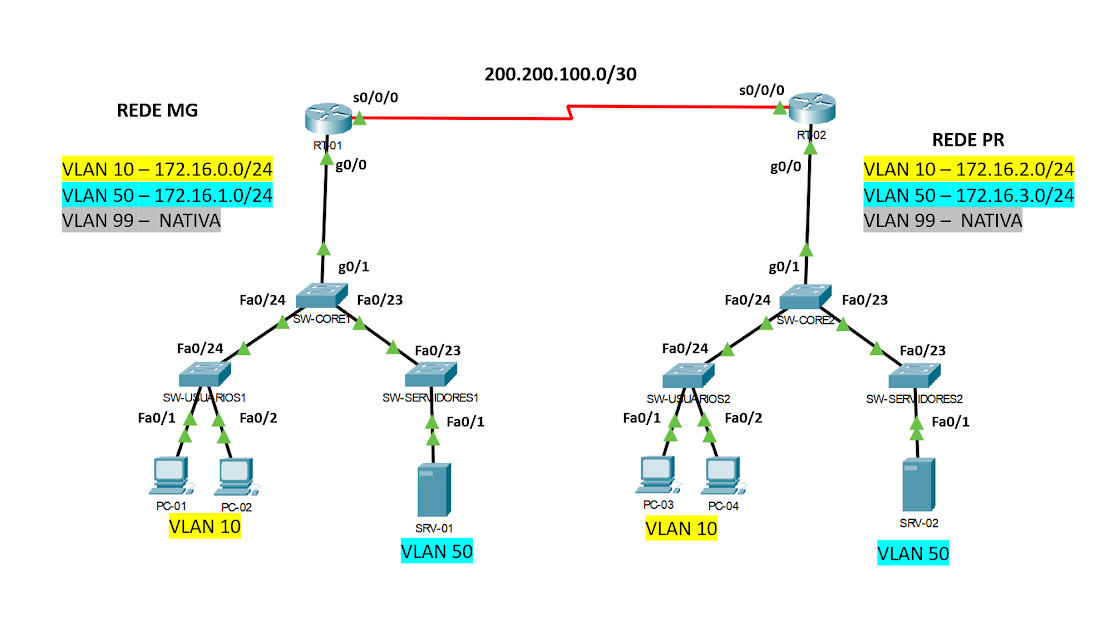 200.200.100.0/30
s0/0/0
s0/0/0
REDE MG
RT-01
RT-02
REDE PR
g0/0
g0/0
VLAN 10 – 172.16.0.0/24
VLAN 50 – 172.16.1.0/24
VLAN 99 – NATIVA
VLAN 10 – 172.16.2.0/24
VLAN 50 – 172.16.3.0/24
VLAN 99 – NATIVA
g0/1
g0/1
Fa0/24
Fa0/23
SW-CORE1
Fa0/24
Fa0/23
SW-CORE2
Fa0/24
Fa0/23
Fa0/24
Fa0/23
SW-USUARIOS1
SW-SERVIDORES1
SW-USUARIOS2
SW-SERVIDORES2
Fa0/1
Fa0/2
Fa0/1
Fa0/1
Fa0/2
Fa0/1
PC-01
PC-02
PC-03
PC-04
VLAN 10
SRV-01
VLAN 10
SRV-02
VLAN 50
VLAN 50